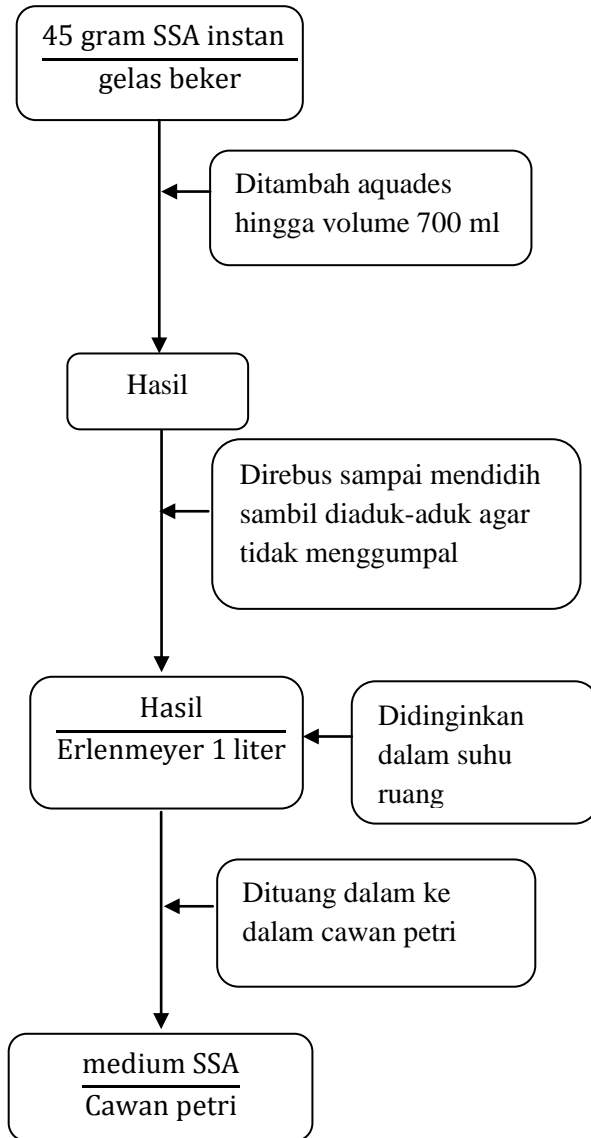 45 gram SSA instan
gelas beker
Ditambah aquades
hingga volume 700 ml
Hasil
Direbus sampai mendidih
sambil diaduk-aduk agar
tidak menggumpal
Hasil
Erlenmeyer 1 liter
Didinginkan
dalam suhu
ruang
Dituang dalam ke
dalam cawan petri
medium SSA
Cawan petri